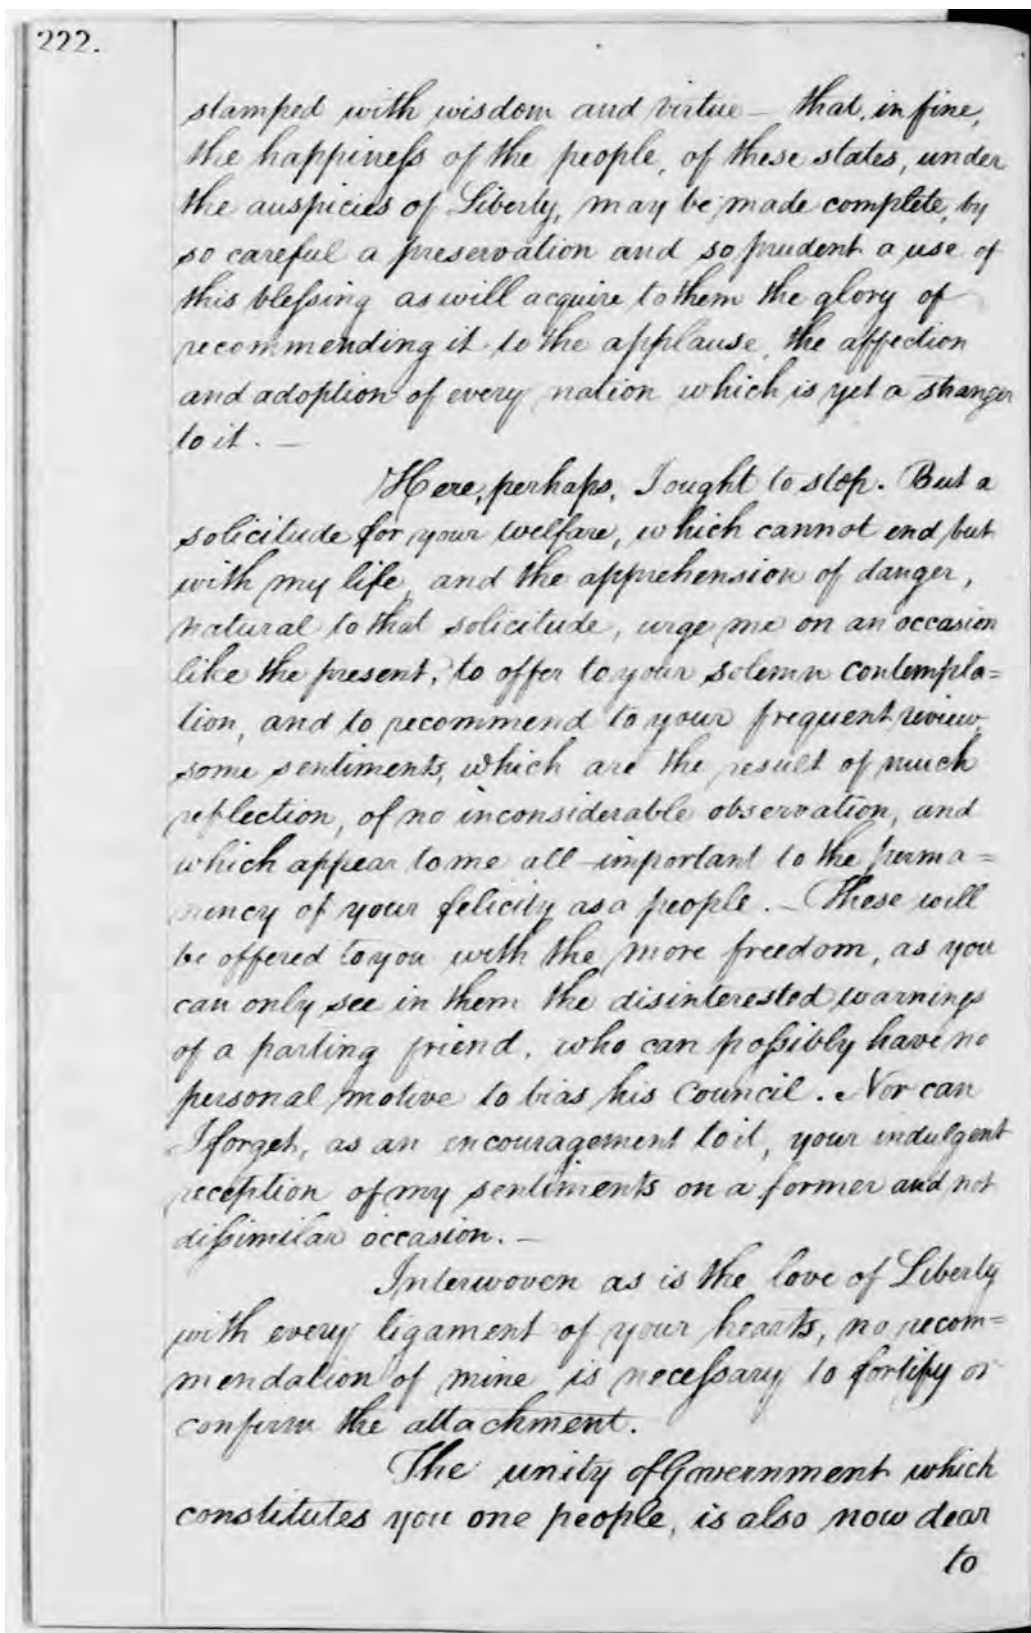 222.
stamped with wisdom and virtue – that, in fine,
the happineſs of the people, of these states, under
the auspicies of Liberty, may be made complete, by
so careful a preservation and so prudent a use of
this bleſsing as will acquire to them the glory of
recommending it to the applause, the affection
and adoption of every nation which is yet a stranger
to it. –
Here, perhaps, I ought to stop. But a
solicitude for your welfare, which cannot end but
with my life, and the apprehension of danger,
natural to that solicitude, urge me on an occasion
like the present, to offer to your solemn contempla=
tion, and to recommend to your frequent review,
some sentiments, which are the result of much
reflection, of no inconsiderable observation, and
which appear to me all-important to the perma=
nency of your felicity as a people. – These will
be offered to you with the more freedom, as you
can only see in them the disinterested warnings
of a parting friend, who can poſsibly have no
personal motive to bias his Council. Nor can
I forget, as an encouragement to it, your indulgent
reception of my sentiments on a former and not
diſsimilar occasion. –
Interwoven as is the love of Liberty
with every ligament of your hearts, no recom=
mendation of mine is neceſsary to fortify or
confirm the attachment.
The unity of Government which
constitutes you one people, is also now dear
to